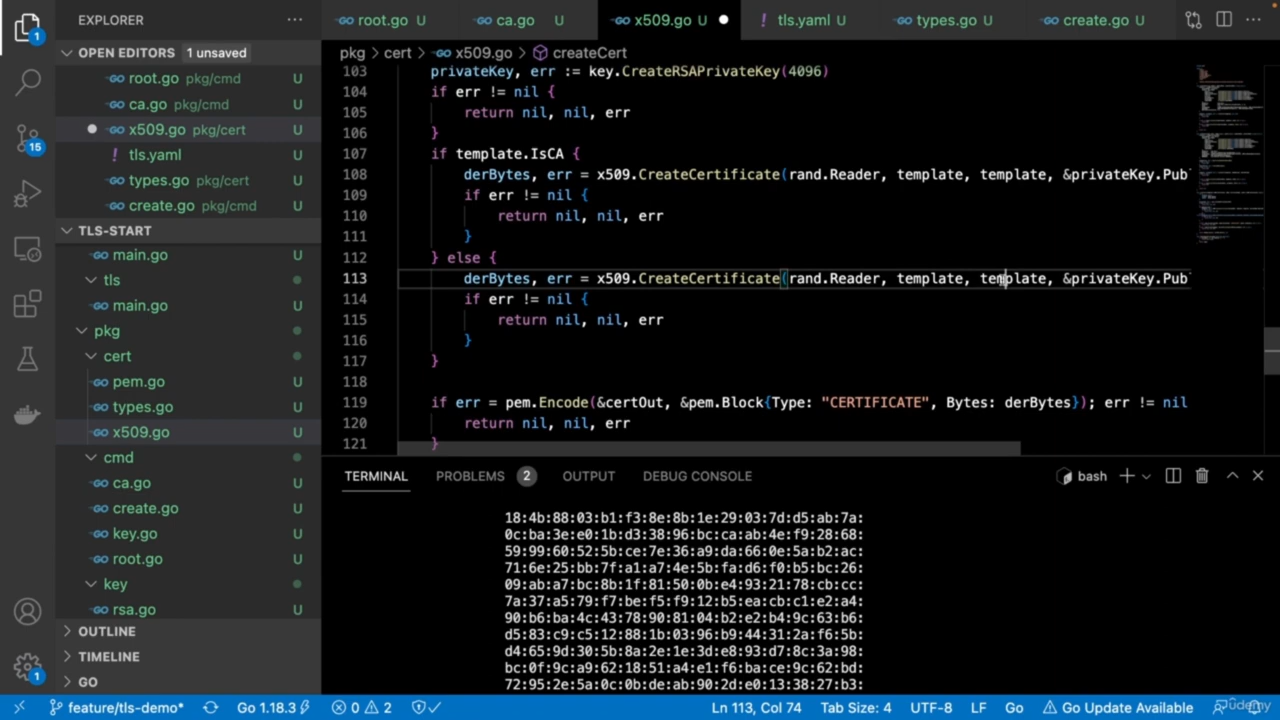 EXPLORER
root.go U
ca.go U
x509.go U
tls.yaml U
types.go U
create.go U
OPEN EDITORS 1 unsaved
root.go pkg/cmd U
ca.go pkg/cmd U
x509.go pkg/cert U
tls.yaml U
types.go pkg/cert U
create.go pkg/cmd U
TLS-START
main.go U
tls
main.go U
pkg
cert
pem.go U
types.go U
x509.go U
cmd
ca.go U
create.go U
key.go U
root.go U
key
rsa.go U
OUTLINE
TIMELINE
GO
pkg > cert > x509.go > createCert
103 privateKey, err := key.CreateRSAPrivateKey(4096)
104 if err != nil {
105 return nil, nil, err
106 }
107 if template.IsCA {
108 derBytes, err = x509.CreateCertificate(rand.Reader, template, template, &privateKey.Pub
109 if err != nil {
110 return nil, nil, err
111 }
112 } else {
113 derBytes, err = x509.CreateCertificate(rand.Reader, template, template, &privateKey.Pub
114 if err != nil {
115 return nil, nil, err
116 }
117 }
118
119 if err = pem.Encode(&certOut, &pem.Block{Type: "CERTIFICATE", Bytes: derBytes}); err != nil
120 return nil, nil, err
121 }
TERMINAL PROBLEMS 2 OUTPUT DEBUG CONSOLE bash
18:4b:88:03:b1:f3:8e:8b:1e:29:03:7d:d5:ab:7a:
0c:ba:3e:e0:1b:d3:38:96:bc:ca:ab:4e:f9:28:68:
59:99:60:52:5b:ce:7e:36:a9:da:66:0e:5a:b2:ac:
71:6e:25:bb:7f:a1:a7:4e:5b:fa:d6:f0:b5:bc:26:
09:ab:a7:bc:8b:1f:81:50:0b:e4:93:21:78:cb:cc:
7a:37:a5:79:f7:be:f5:f9:12:b5:ea:cb:c1:e2:a4:
90:b6:ba:4c:43:78:90:81:04:b2:e2:b4:9c:63:b6:
d5:83:c9:c5:12:88:1b:03:96:b9:44:31:2a:f6:5b:
d4:65:9d:30:5b:8a:2e:1e:3d:e8:93:d7:8c:3a:98:
bc:0f:9c:a9:62:18:51:a4:e1:f6:ba:ce:9c:62:bd:
72:95:2e:5a:0c:0b:de:ab:90:2d:e0:13:38:27:b3:
1
15
1
feature/tls-demo* Go 1.18.3 0 2 Ln 113, Col 74 Tab Size: 4 UTF-8 LF Go Go Update Available
Udemy